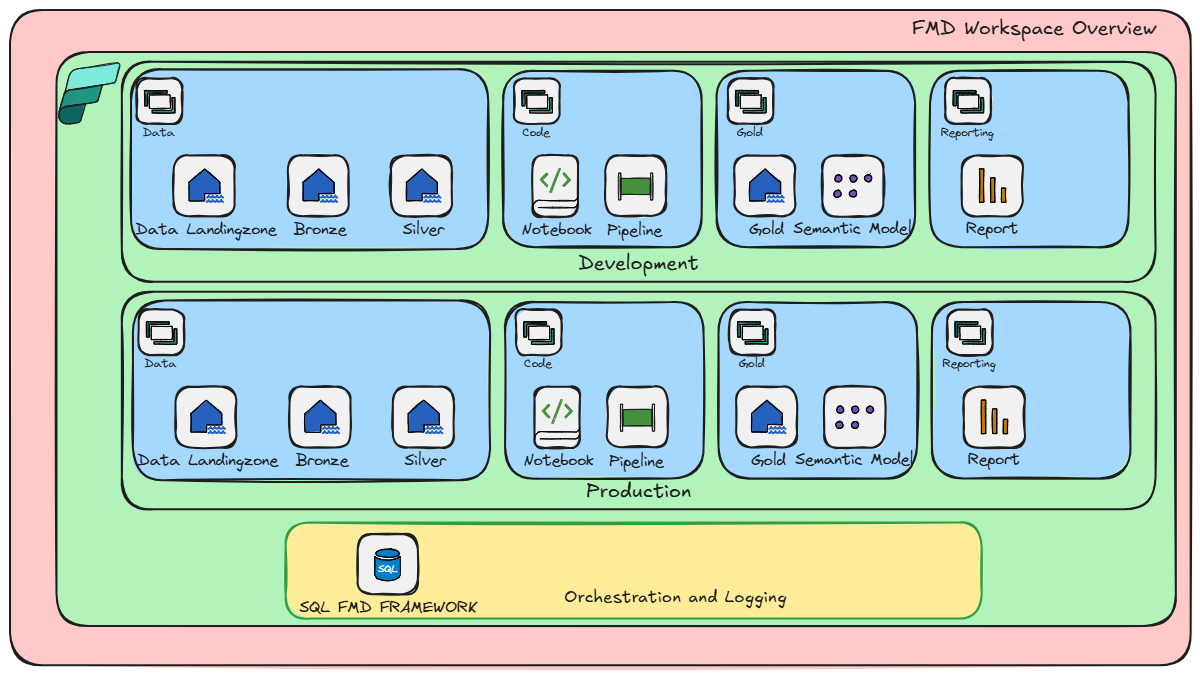 FMD Workspace Overview
Data
Code
Gold
Reporting
Data Landingzone
Bronze
Silver
Notebook
Pipeline
Gold
Semantic Model
Report
Development
Data
Code
Gold
Reporting
Data Landingzone
Bronze
Silver
Notebook
Pipeline
Gold
Semantic Model
Report
Production
SQL
SQL FMD FRAMEWORK
Orchestration and Logging